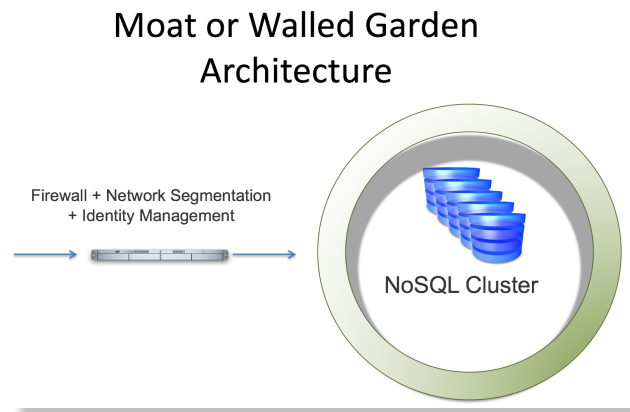 Moat or Walled Garden
Architecture
Firewall + Network Segmentation
+ Identity Management
NoSQL Cluster